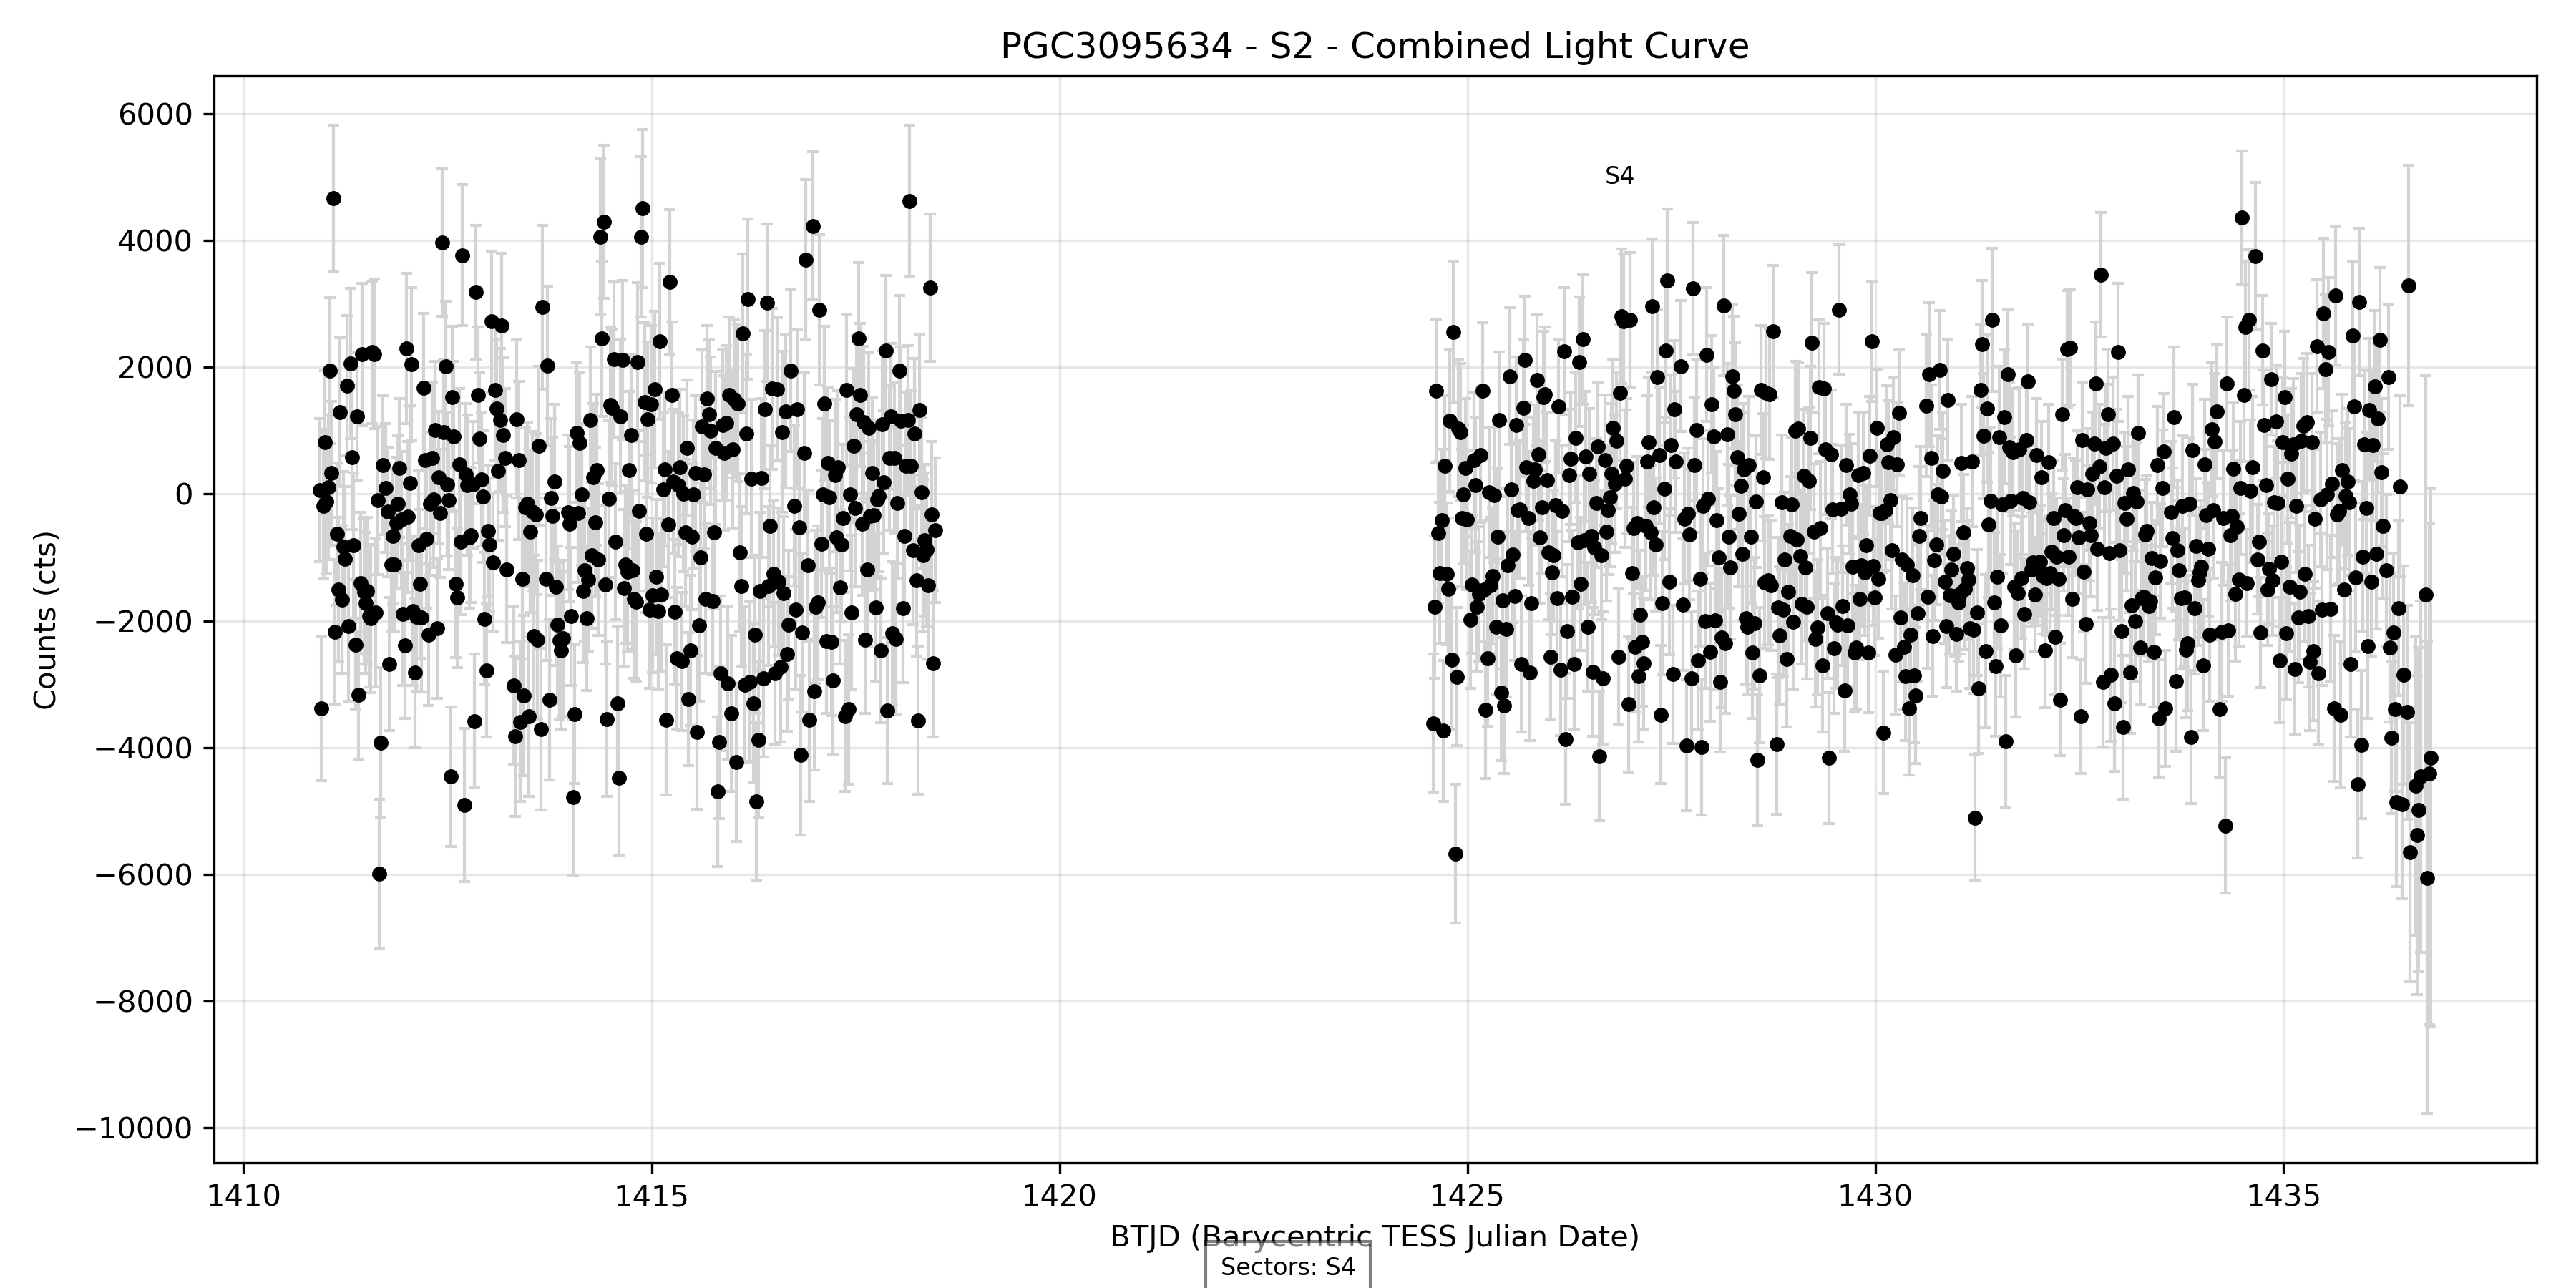 PGC3095634 - S2 - Combined Light Curve
6000
4000
2000
0
−2000
−4000
−6000
−8000
−10000
Counts (cts)
S4
1410 1415 1420 1425 1430 1435
BTJD (Barycentric TESS Julian Date)
Sectors: S4